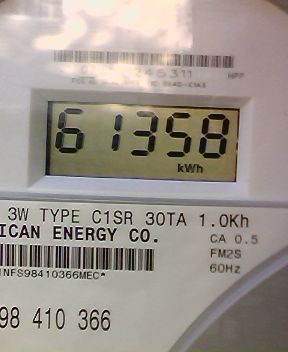 61358
kWh
3W TYPE C1SR 30TA 1.0Kh
ICAN ENERGY CO.
CA 0.5
FM2S
60Hz
INFS98410366MEC*
98 410 366